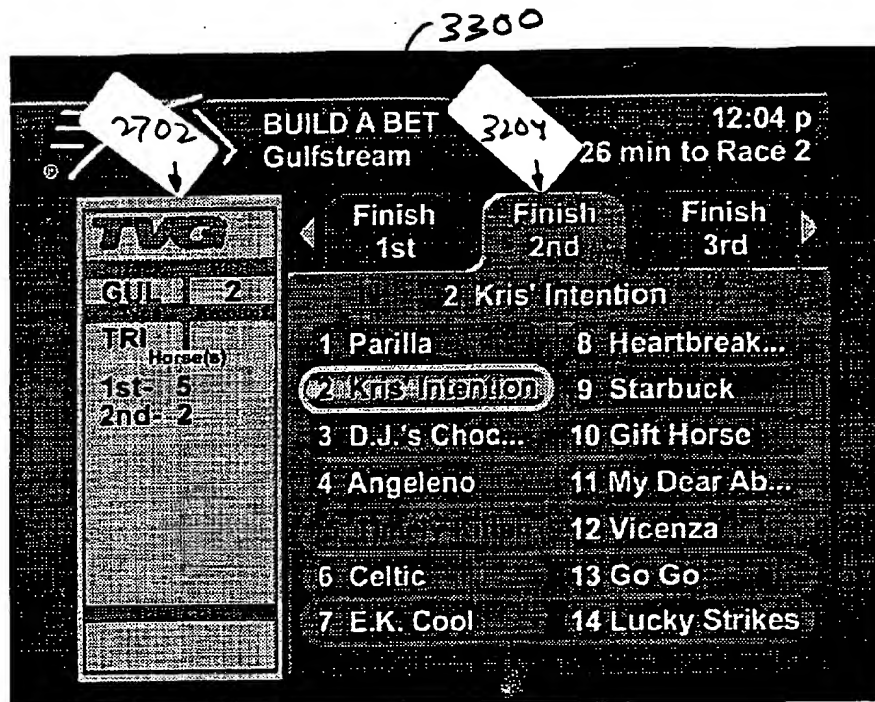 3300
2702
BUILD A BET
Gulfstream
3204
12:04 p
26 min to Race 2
TVG
GUL 2
TRI
Horse(s)
1st- 5
2nd- 2
Finish 1st
Finish 2nd
Finish 3rd
2 Kris' Intention
1 Parilla
2 Kris' Intention
3 D.J.'s Choc...
4 Angeleno
6 Celtic
7 E.K. Cool
8 Heartbreak...
9 Starbuck
10 Gift Horse
11 My Dear Ab...
12 Vicenza
13 Go Go
14 Lucky Strikes